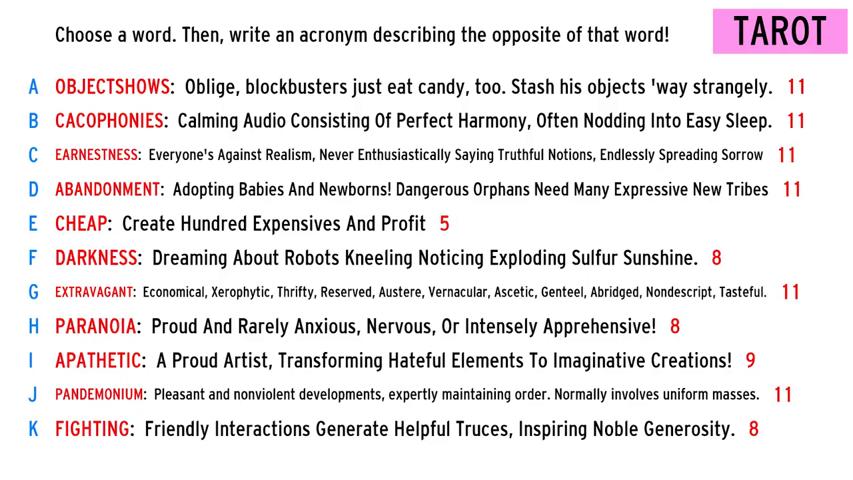 Choose a word. Then, write an acronym describing the opposite of that word!
TAROT
A OBJECTSHOWS: Oblige, blockbusters just eat candy, too. Stash his objects 'way strangely. 11
B CACOPHONIES: Calming Audio Consisting Of Perfect Harmony, Often Nodding Into Easy Sleep. 11
C EARNESTNESS: Everyone's Against Realism, Never Enthusiastically Saying Truthful Notions, Endlessly Spreading Sorrow 11
D ABANDONMENT: Adopting Babies And Newborns! Dangerous Orphans Need Many Expressive New Tribes 11
E CHEAP: Create Hundred Expensives And Profit 5
F DARKNESS: Dreaming About Robots Kneeling Noticing Exploding Sulfur Sunshine. 8
G EXTRAVAGANT: Economical, Xerophytic, Thrifty, Reserved, Austere, Vernacular, Ascetic, Genteel, Abridged, Nondescript, Tasteful. 11
H PARANOIA: Proud And Rarely Anxious, Nervous, Or Intensely Apprehensive! 8
I APATHETIC: A Proud Artist, Transforming Hateful Elements To Imaginative Creations! 9
J PANDEMONIUM: Pleasant and nonviolent developments, expertly maintaining order. Normally involves uniform masses. 11
K FIGHTING: Friendly Interactions Generate Helpful Truces, Inspiring Noble Generosity. 8